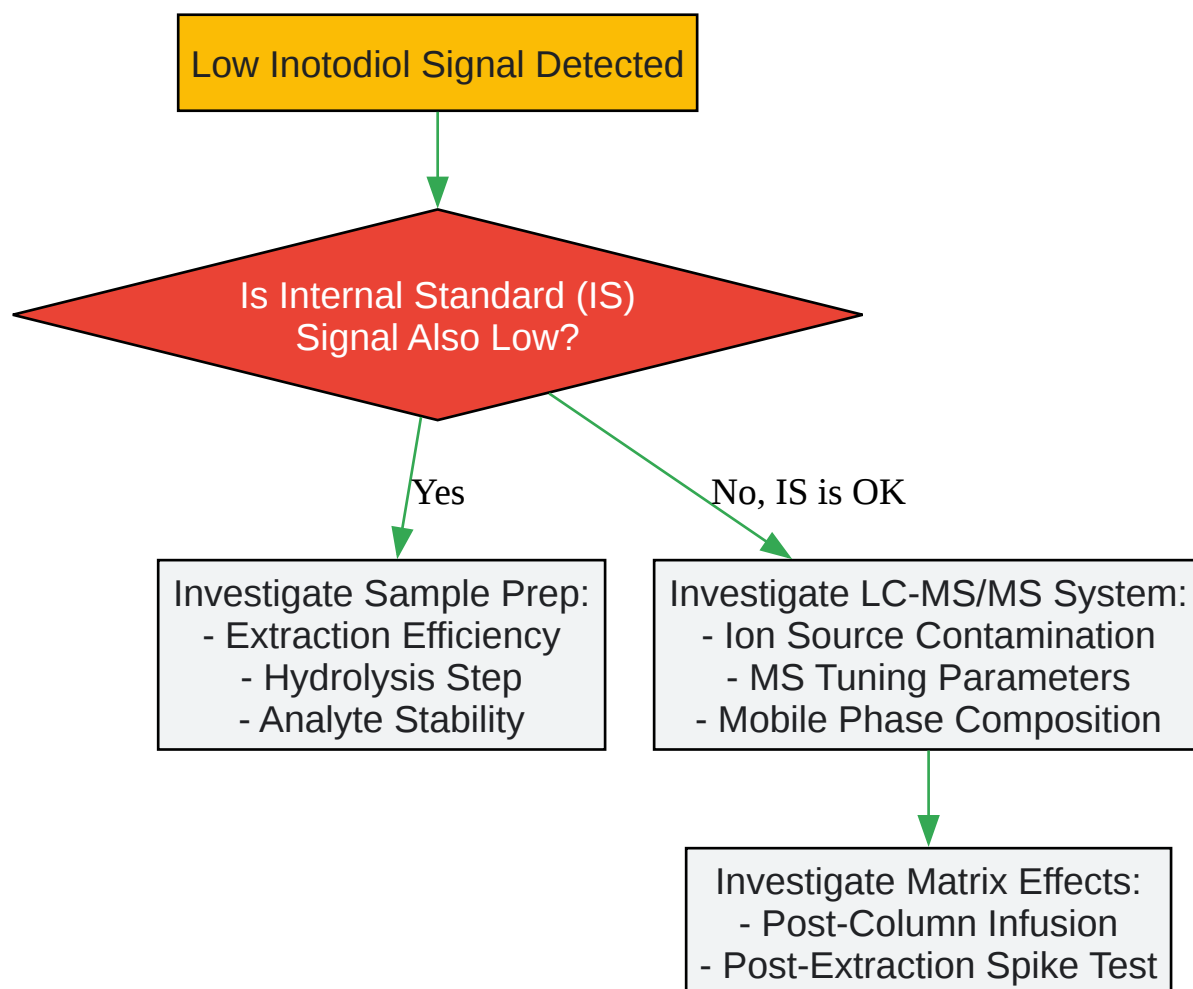 Low Inotodiol Signal Detected
Is Internal Standard (IS)
Signal Also Low?
Yes
No, IS is OK
Investigate Sample Prep:
- Extraction Efficiency
- Hydrolysis Step
- Analyte Stability
Investigate LC-MS/MS System:
- Ion Source Contamination
- MS Tuning Parameters
- Mobile Phase Composition
Investigate Matrix Effects:
- Post-Column Infusion
- Post-Extraction Spike Test